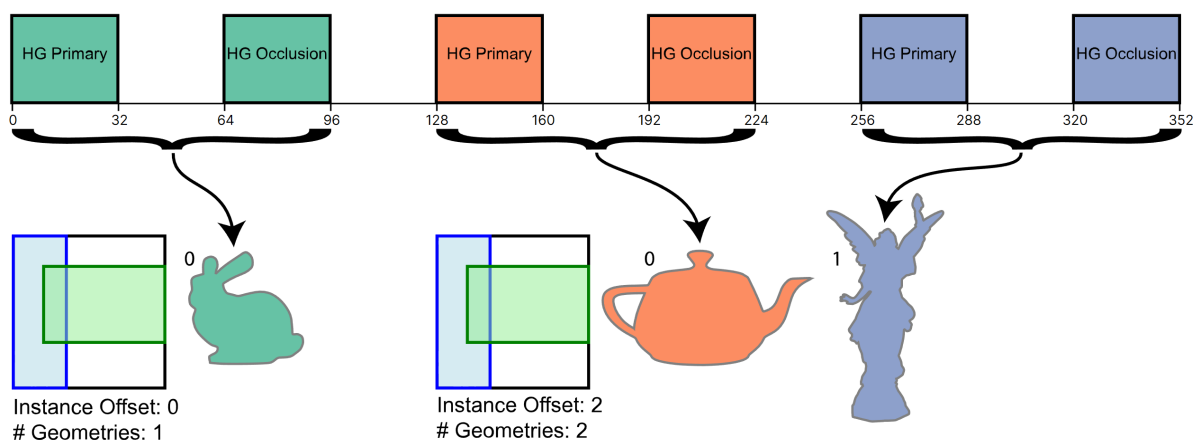 HG Primary
HG Occlusion
HG Primary
HG Occlusion
HG Primary
HG Occlusion
0 32 64 96 128 160 192 224 256 288 320 352
0
0
1
Instance Offset: 0
# Geometries: 1
Instance Offset: 2
# Geometries: 2